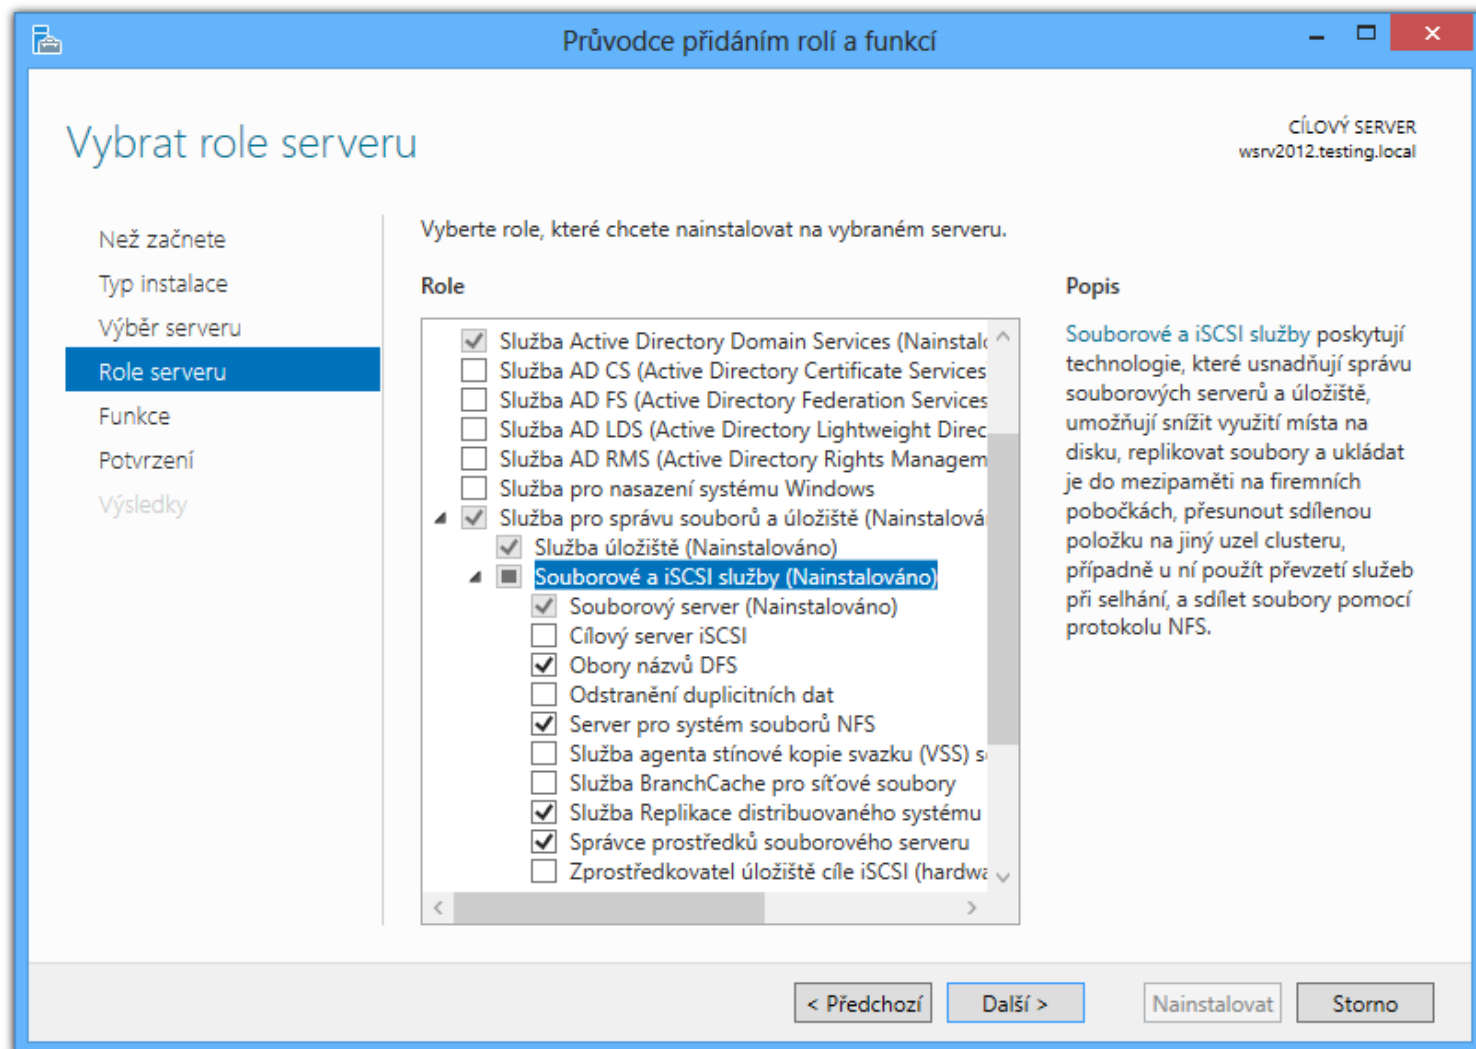 Průvodce přidáním rolí a funkcí
Vybrat role serveru
CÍLOVÝ SERVER
wsrv2012.testing.local
Než začnete
Typ instalace
Výběr serveru
Role serveru
Funkce
Potvrzení
Výsledky
Vyberte role, které chcete nainstalovat na vybraném serveru.
Role
Služba Active Directory Domain Services (Nainstalo
Služba AD CS (Active Directory Certificate Services
Služba AD FS (Active Directory Federation Services
Služba AD LDS (Active Directory Lightweight Direc
Služba AD RMS (Active Directory Rights Managem
Služba pro nasazení systému Windows
Služba pro správu souborů a úložiště (Nainstalová
Služba úložiště (Nainstalováno)
Souborové a iSCSI služby (Nainstalováno)
Souborový server (Nainstalováno)
Cílový server iSCSI
Obory názvů DFS
Odstranění duplicitních dat
Server pro systém souborů NFS
Služba agenta stínové kopie svazku (VSS) s
Služba BranchCache pro síťové soubory
Služba Replikace distribuovaného systému
Správce prostředků souborového serveru
Zprostředkovatel úložiště cíle iSCSI (hardwa
Popis
Souborové a iSCSI služby poskytují
technologie, které usnadňují správu
souborových serverů a úložiště,
umožňují snížit využití místa na
disku, replikovat soubory a ukládat
je do mezipaměti na firemních
pobočkách, přesunout sdílenou
položku na jiný uzel clusteru,
případně u ní použít převzetí služeb
při selhání, a sdílet soubory pomocí
protokolu NFS.
< Předchozí
Další >
Nainstalovat
Storno